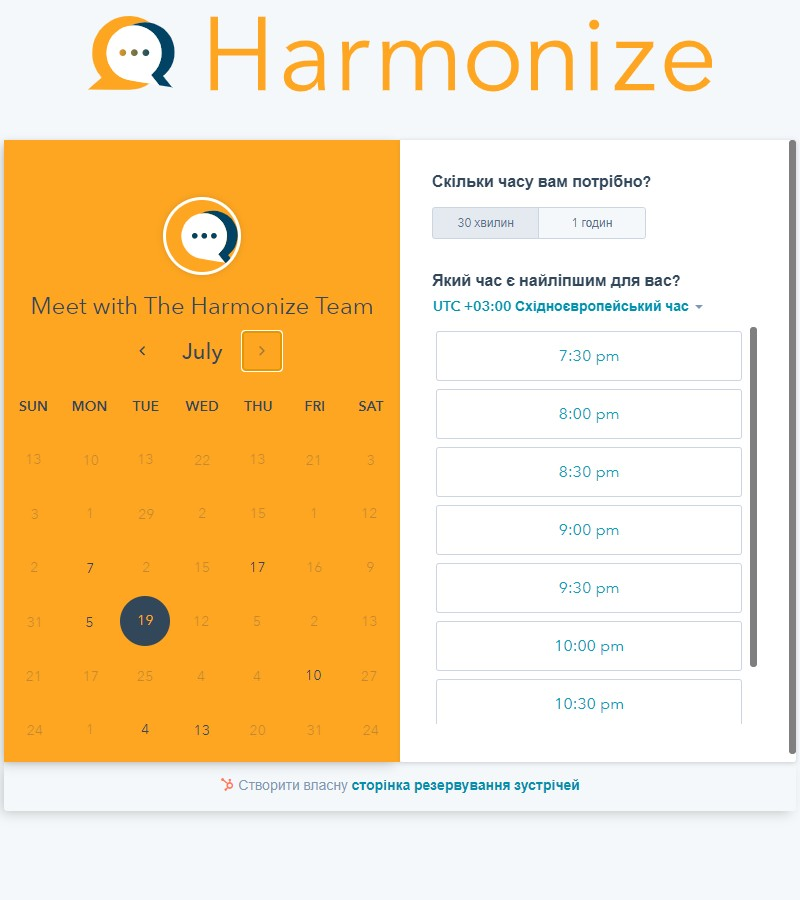 Harmonize
Meet with The Harmonize Team
July
SUN MON TUE WED THU FRI SAT
13 10 13 22 13 21 3
3 1 29 2 15 1 12
2 7 2 15 17 16 9
31 5 19 12 5 2 13
21 17 25 4 4 10 27
24 1 4 13 20 31 24
Скільки часу вам потрібно?
30 хвилин 1 годин
Який час є найліпшим для вас?
UTC +03:00 Східноєвропейський час
7:30 pm
8:00 pm
8:30 pm
9:00 pm
9:30 pm
10:00 pm
10:30 pm
Створити власну сторінка резервування зустрічей